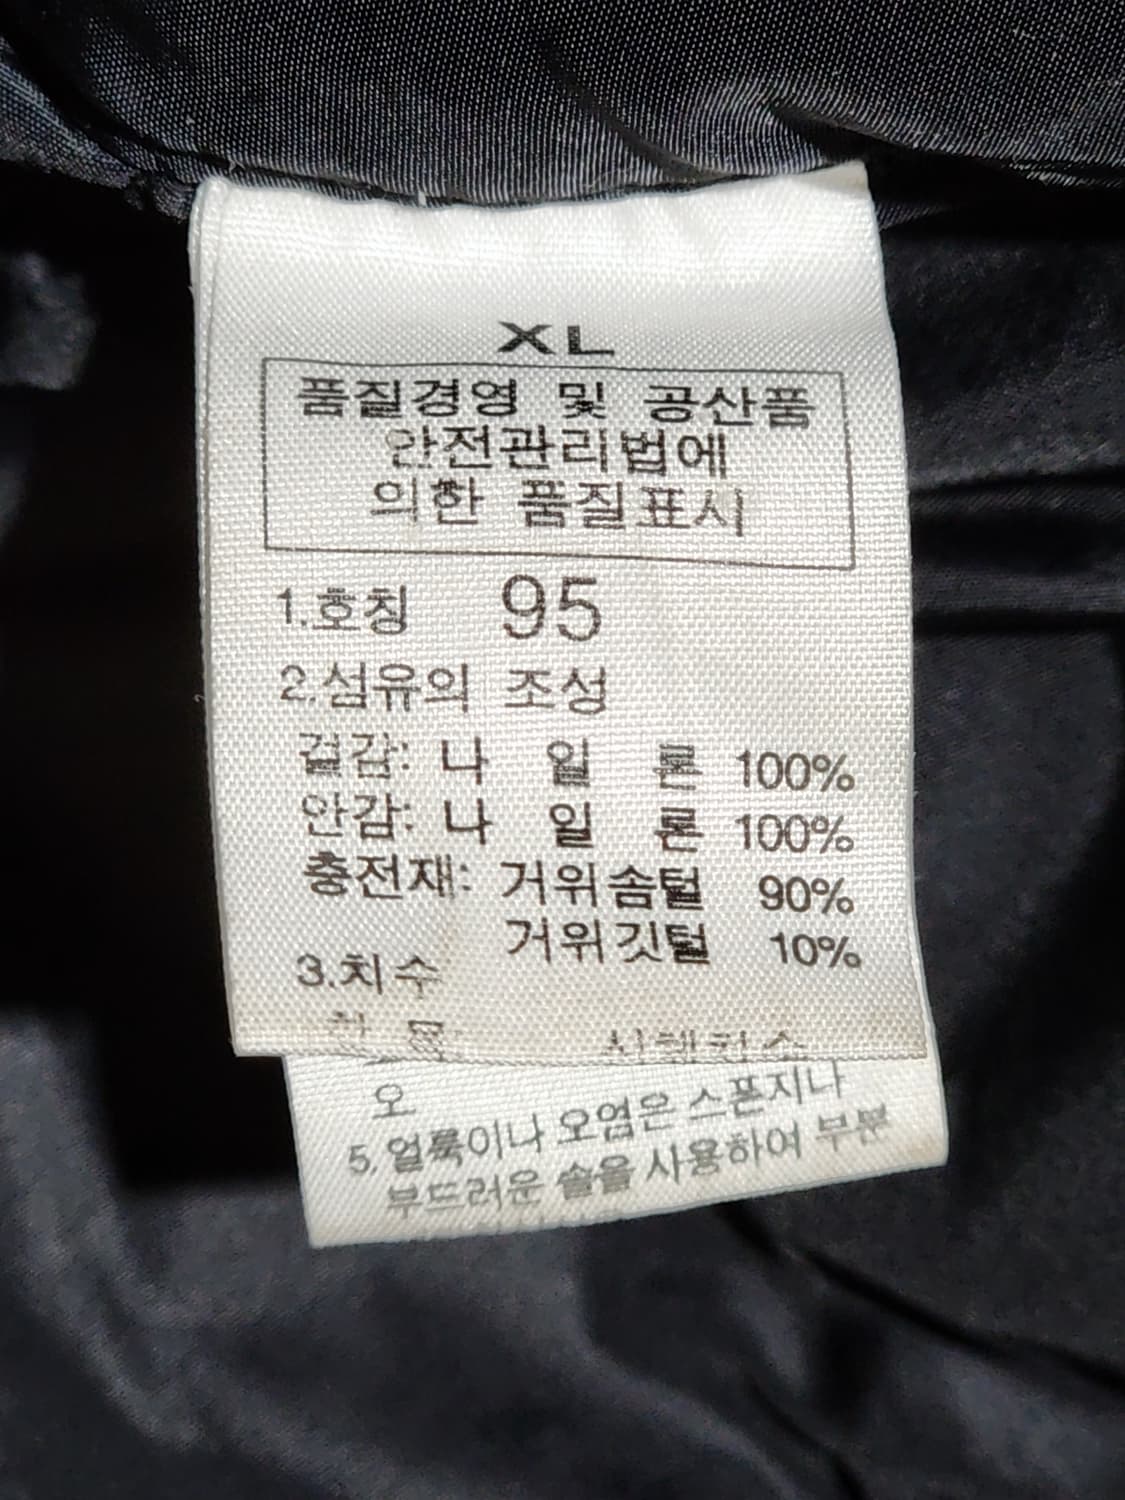 XL
품질경영 및 공산품
안전관리법에
의한 품질표시
1.호칭 95
2.섬유의 조성
겉감: 나 일 론 100%
안감: 나 일 론 100%
충전재: 거위솜털 90%
거위깃털 10%
3.치수
신체치수
오
5. 얼룩이나 오염은 스폰지나
부드러운 솔을 사용하여 부분